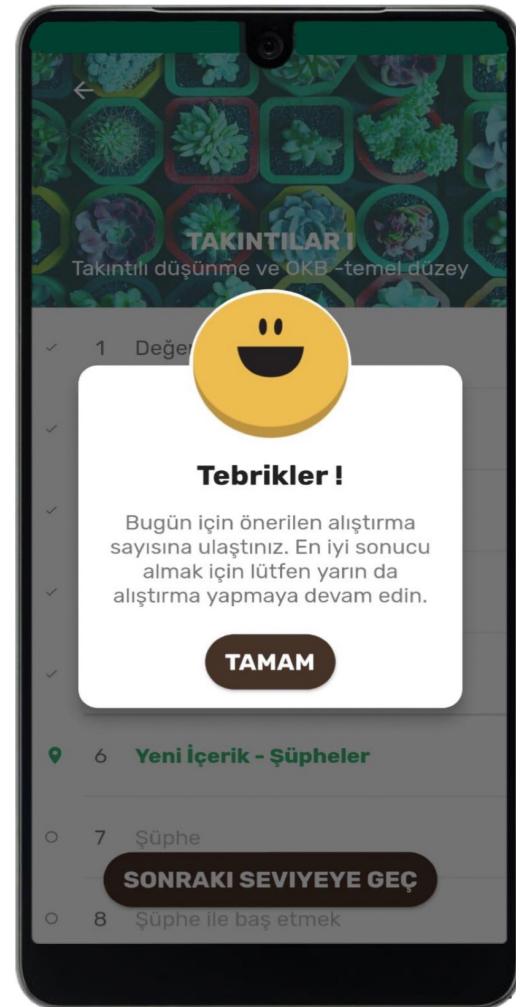 TAKINTILAR I
Takıntılı düşünme ve OKB -temel düzey
1 Değer
Tebrikler !
Bugün için önerilen alıştırma
sayısına ulaştınız. En iyi sonucu
almak için lütfen yarın da
alıştırma yapmaya devam edin.
TAMAM
6 Yeni İçerik - Şüpheler
7 Şüphe
SONRAKI SEVIYEYE GEÇ
8 Şüphe ile baş etmek